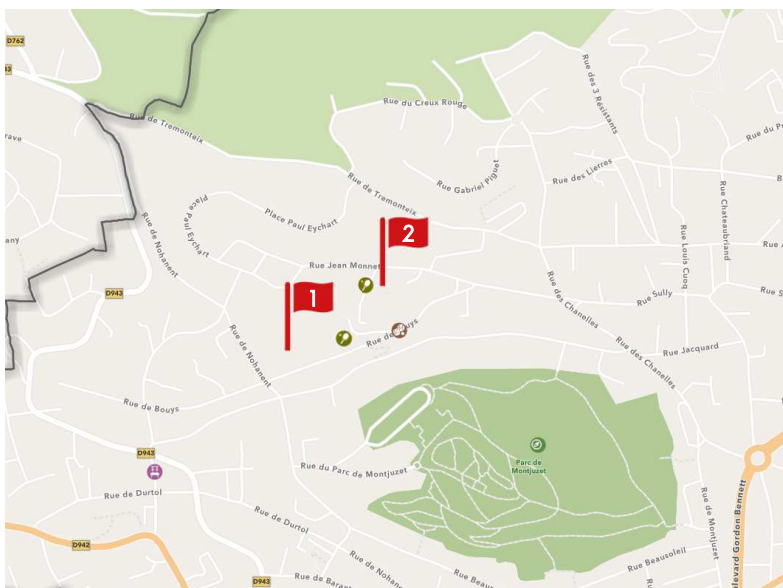 D762
Rue du Creux Rouge
Rue des 3 Résistants
Rue de Tremonteix
Rue Gabriel Piguet
Rue des Lierres
Rue de Tremonteix
Place Paul Eychart
Place Paul Eychart
Rue Chateaubriand
Rue de Nohanent
2
Rue Louis Cuoq
Rue Jean Monnet
D943
1
Rue des Chanelles
Rue Sully
Rue de Nohanent
Rue de Bouys
Rue des Chanelles
Rue Jacquard
Rue de Bouys
D943
Parc de
Montjuzet
Rue du Parc de Montjuzet
Rue de Durtol
Rue de Durtol
Rue de Montjuzet
D942
Rue Beausoleil
D943